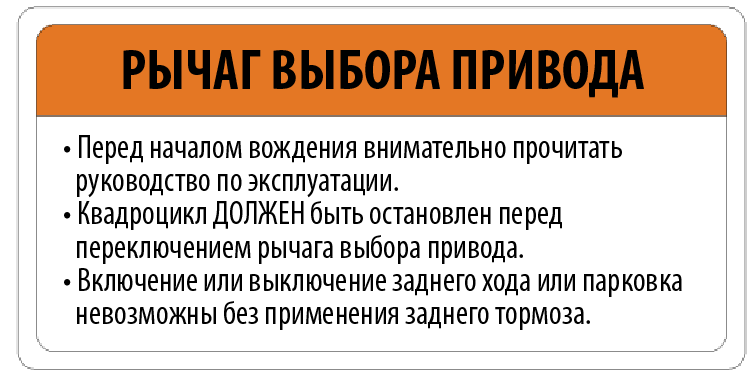 РЫЧАГ ВЫБОРА ПРИВОДА
• Перед началом вождения внимательно прочитать
руководство по эксплуатации.
• Квадроцикл ДОЛЖЕН быть остановлен перед
переключением рычага выбора привода.
• Включение или выключение заднего хода или парковка
невозможны без применения заднего тормоза.